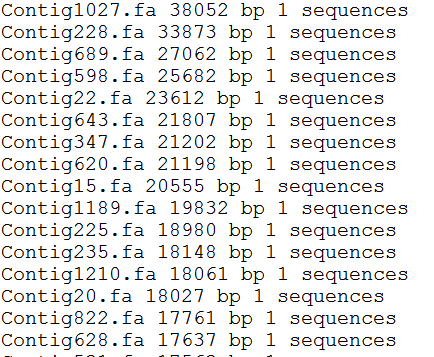 Contig1027.fa 38052 bp 1 sequences
Contig228.fa 33873 bp 1 sequences
Contig689.fa 27062 bp 1 sequences
Contig598.fa 25682 bp 1 sequences
Contig22.fa 23612 bp 1 sequences
Contig643.fa 21807 bp 1 sequences
Contig347.fa 21202 bp 1 sequences
Contig620.fa 21198 bp 1 sequences
Contig15.fa 20555 bp 1 sequences
Contig1189.fa 19832 bp 1 sequences
Contig225.fa 18980 bp 1 sequences
Contig235.fa 18148 bp 1 sequences
Contig1210.fa 18061 bp 1 sequences
Contig20.fa 18027 bp 1 sequences
Contig822.fa 17761 bp 1 sequences
Contig628.fa 17637 bp 1 sequences